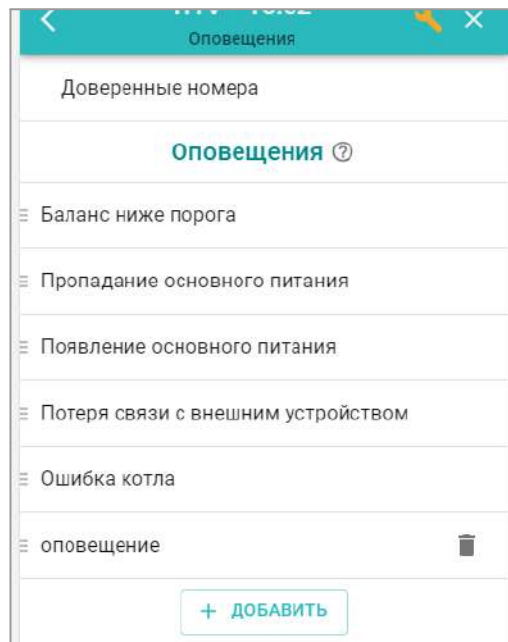 Оповещения
Доверенные номера
Оповещения
Баланс ниже порога
Пропадание основного питания
Появление основного питания
Потеря связи с внешним устройством
Ошибка котла
оповещение
+ ДОБАВИТЬ